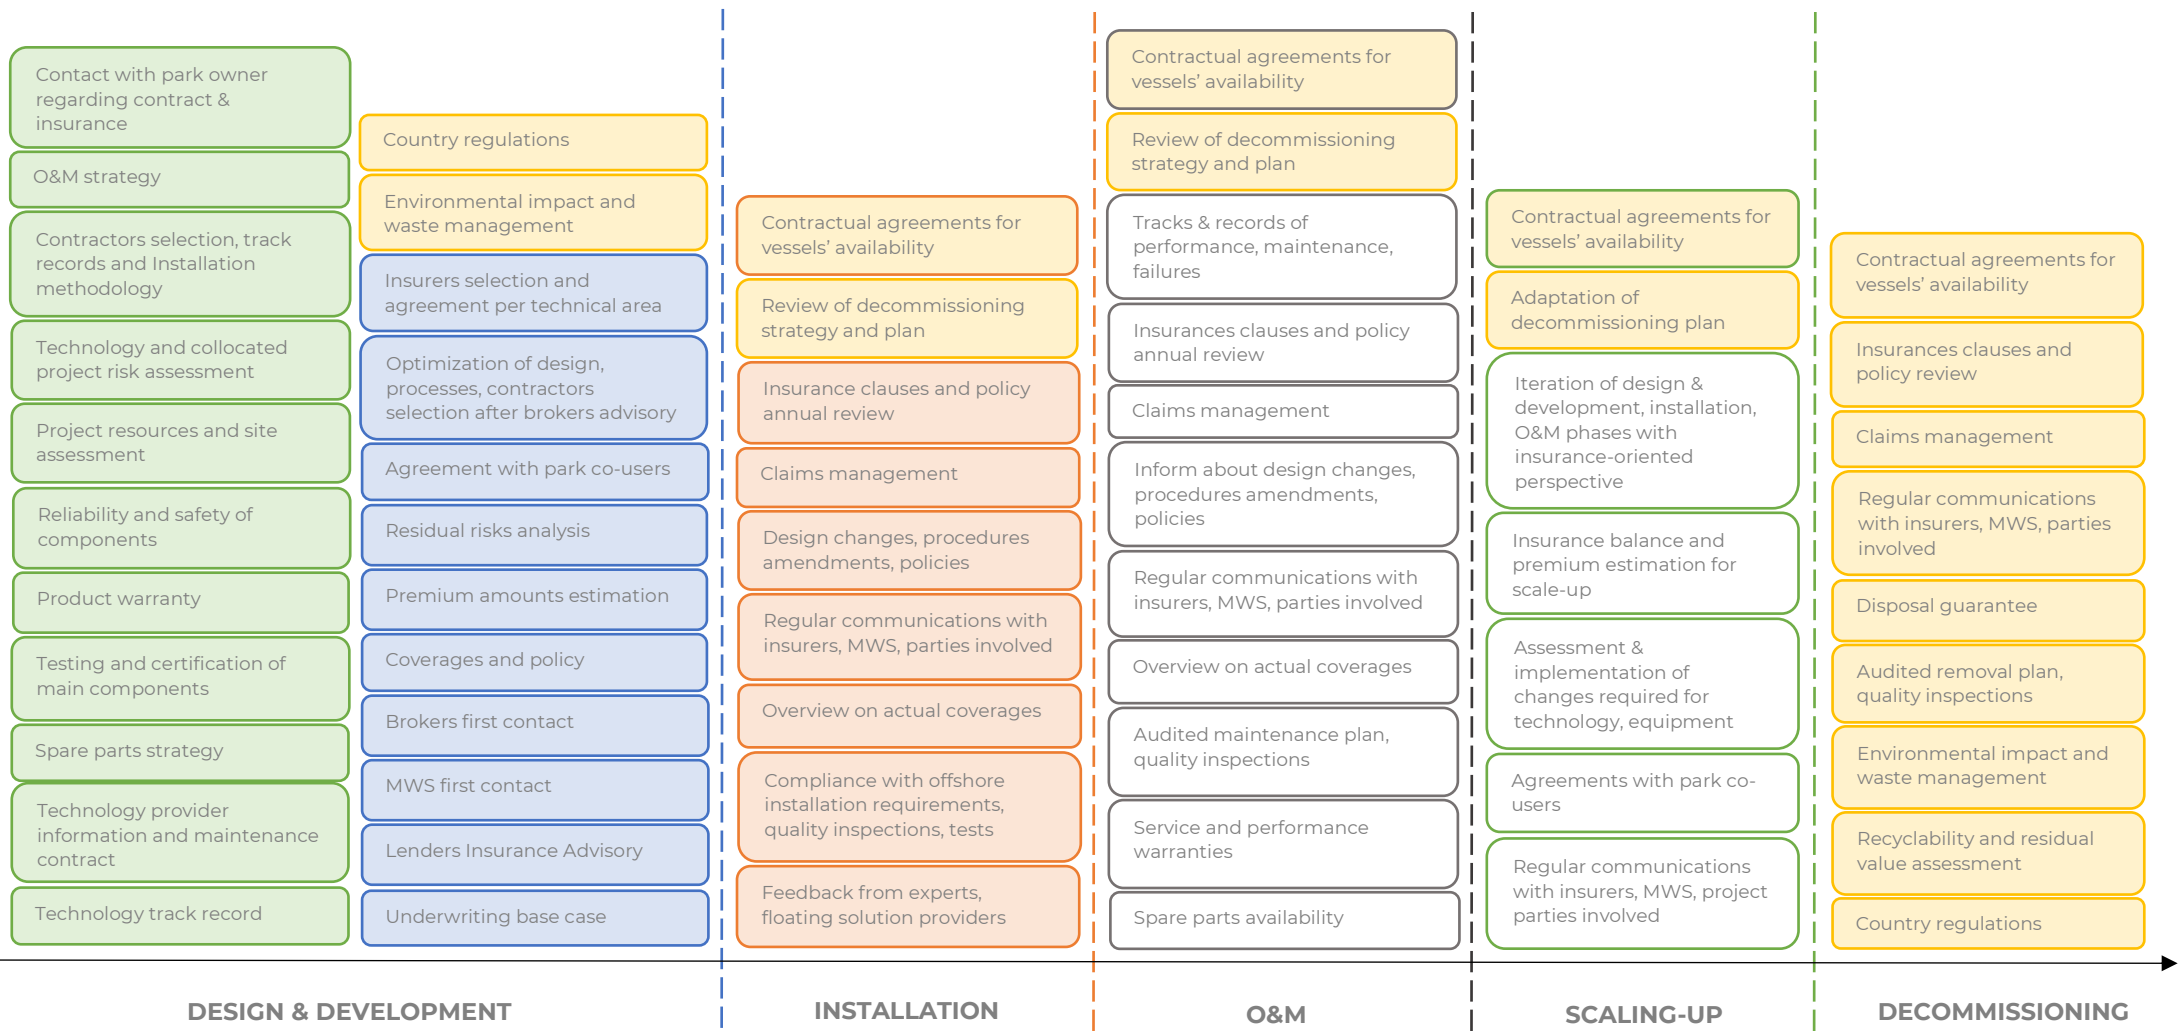 Contact with park owner
regarding contract &
insurance
O&M strategy
Contractors selection, track
records and Installation
methodology
Technology and collocated
project risk assessment
Project resources and site
assessment
Reliability and safety of
components
Product warranty
Testing and certification of
main components
Spare parts strategy
Technology provider
information and maintenance
contract
Technology track record
Country regulations
Environmental impact and
waste management
Insurers selection and
agreement per technical area
Optimization of design,
processes, contractors
selection after brokers advisory
Agreement with park co-users
Residual risks analysis
Premium amounts estimation
Coverages and policy
Brokers first contact
MWS first contact
Lenders Insurance Advisory
Underwriting base case
DESIGN & DEVELOPMENT
Contractual agreements for
vessels’ availability
Review of decommissioning
strategy and plan
Insurance clauses and policy
annual review
Claims management
Design changes, procedures
amendments, policies
Regular communications with
insurers, MWS, parties involved
Overview on actual coverages
Compliance with offshore
installation requirements,
quality inspections, tests
Feedback from experts,
floating solution providers
INSTALLATION
Contractual agreements for
vessels’ availability
Review of decommissioning
strategy and plan
Tracks & records of
performance, maintenance,
failures
Insurances clauses and policy
annual review
Claims management
Inform about design changes,
procedures amendments,
policies
Regular communications with
insurers, MWS, parties involved
Overview on actual coverages
Audited maintenance plan,
quality inspections
Service and performance
warranties
Spare parts availability
O&M
Contractual agreements for
vessels’ availability
Adaptation of
decommissioning plan
Iteration of design &
development, installation,
O&M phases with
insurance-oriented
perspective
Insurance balance and
premium estimation for
scale-up
Assessment &
implementation of
changes required for
technology, equipment
Agreements with park co-
users
Regular communications
with insurers, MWS, project
parties involved
SCALING-UP
Contractual agreements for
vessels’ availability
Insurances clauses and
policy review
Claims management
Regular communications
with insurers, MWS, parties
involved
Disposal guarantee
Audited removal plan,
quality inspections
Environmental impact and
waste management
Recyclability and residual
value assessment
Country regulations
DECOMMISSIONING